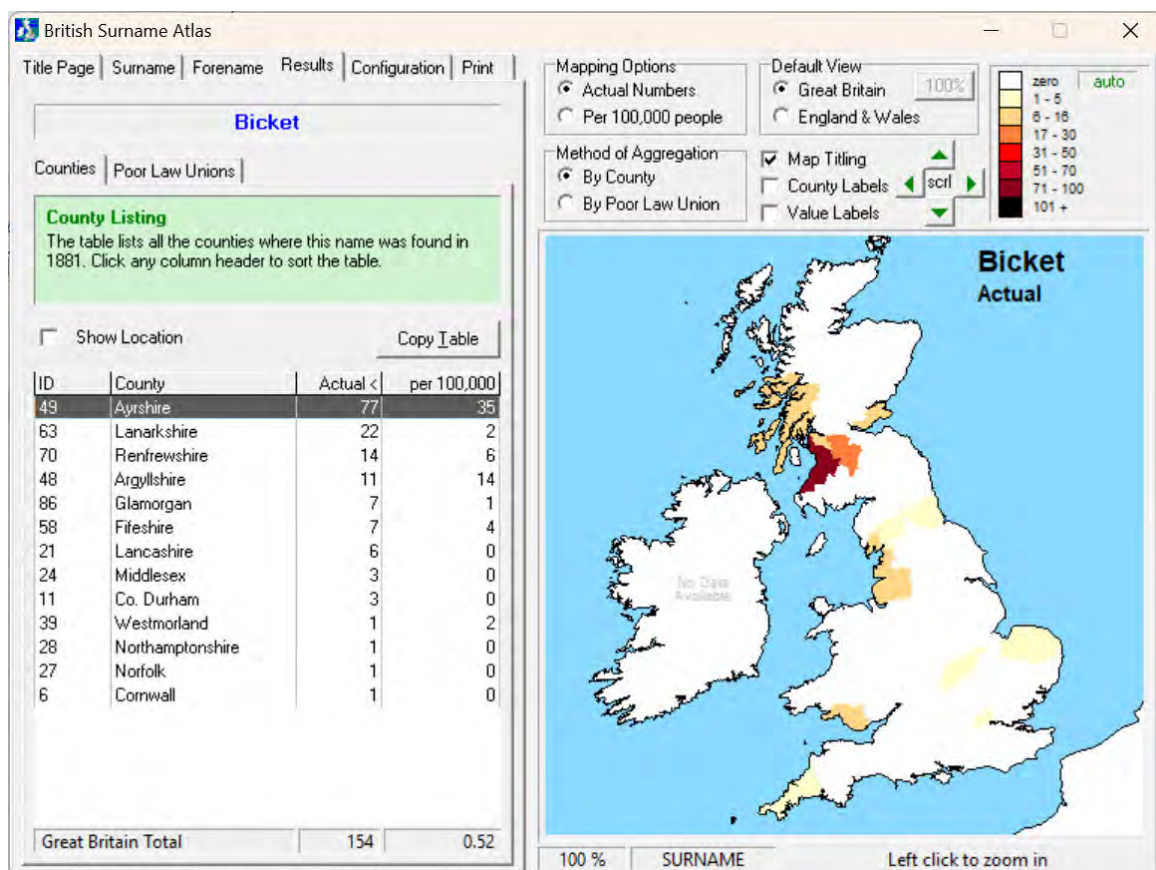 British Surname Atlas
Title Page Surname Forename Results Configuration Print
Bicket
Counties Poor Law Unions
County Listing
The table lists all the counties where this name was found in
1881. Click any column header to sort the table.
Show Location Copy Table
ID County Actual < per 100,000
49 Ayrshire 77 35
63 Lanarkshire 22 2
70 Renfrewshire 14 6
48 Argyllshire 11 14
86 Glamorgan 7 1
58 Fifeshire 7 4
21 Lancashire 6 0
24 Middlesex 3 0
11 Co. Durham 3 0
39 Westmorland 1 2
28 Northamptonshire 1 0
27 Norfolk 1 0
6 Cornwall 1 0
Great Britain Total 154 0.52
Mapping Options
Actual Numbers
Per 100,000 people
Default View
Great Britain 100%
England & Wales
Method of Aggregation
By County
By Poor Law Union
Map Titling
County Labels scrl
Value Labels
zero auto
1 - 5
6 - 16
17 - 30
31 - 50
51 - 70
71 - 100
101 +
Bicket
Actual
No Data
Available
100 % SURNAME Left click to zoom in